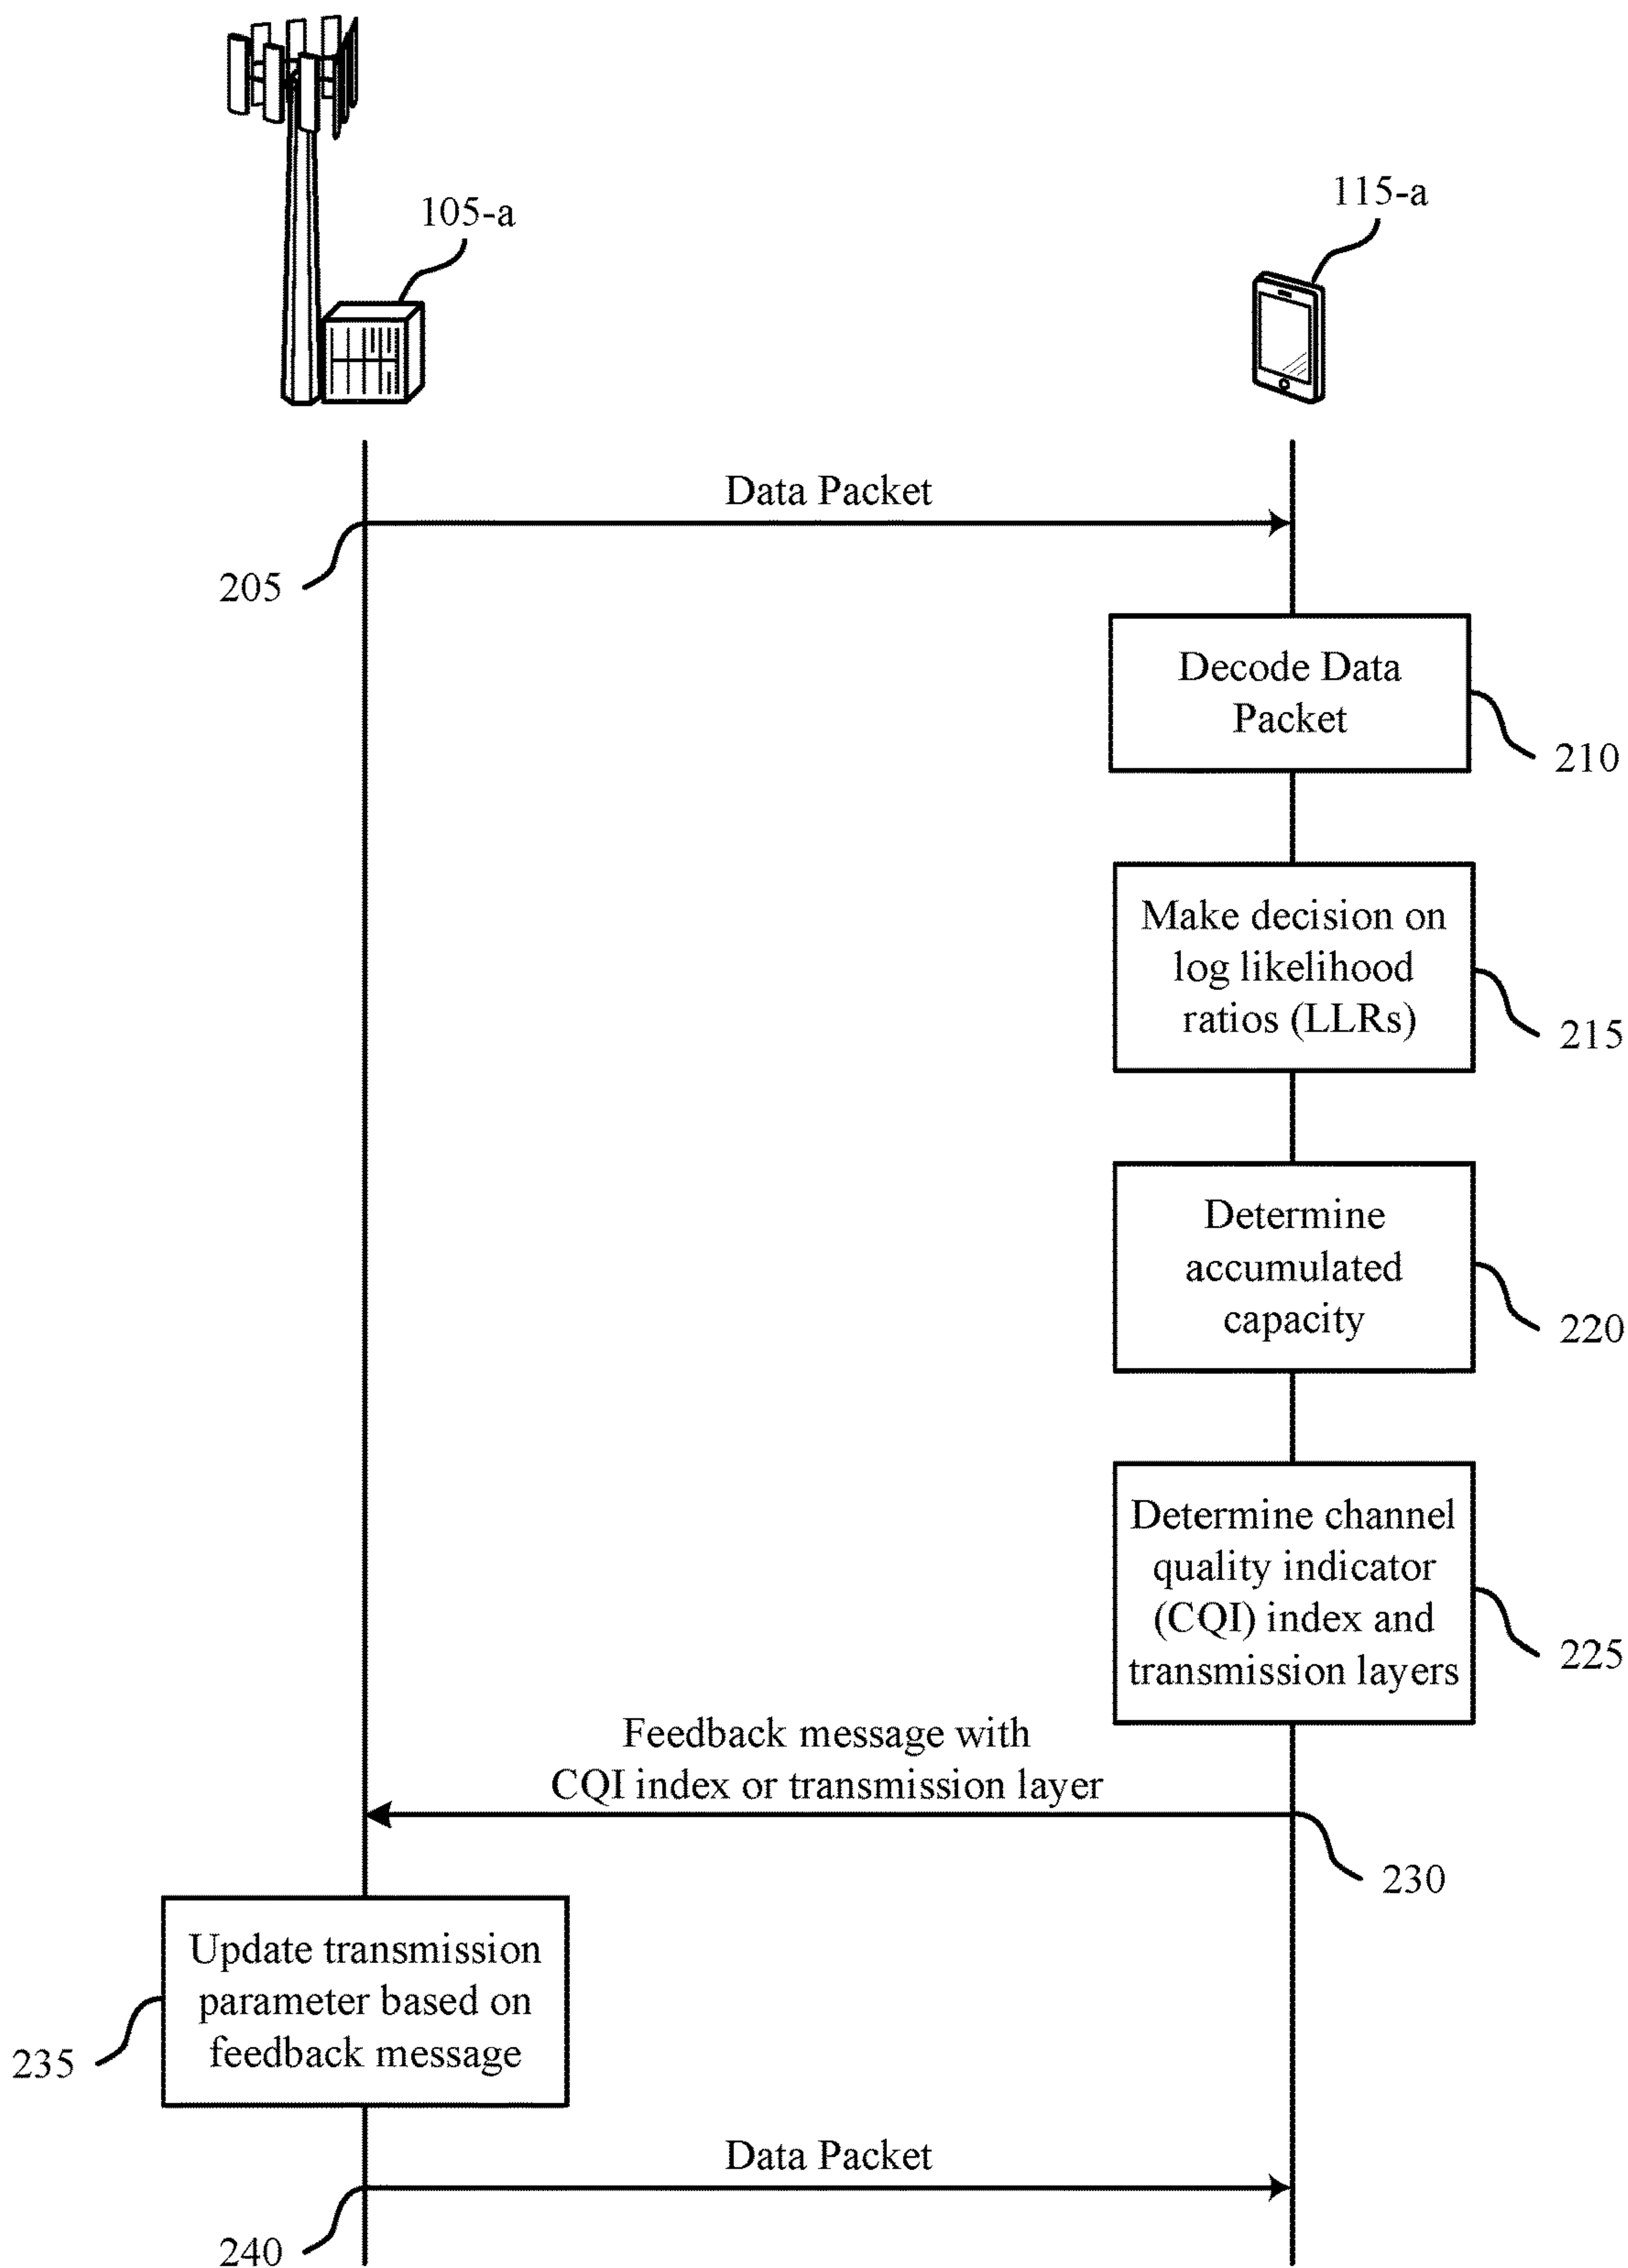 105-a
115-a
Data Packet
205
Decode Data
Packet
210
Make decision on
log likelihood
ratios (LLRs)
215
Determine
accumulated
capacity
220
Determine channel
quality indicator
(CQI) index and
transmission layers
225
Feedback message with
CQI index or transmission layer
230
Update transmission
parameter based on
feedback message
235
Data Packet
240